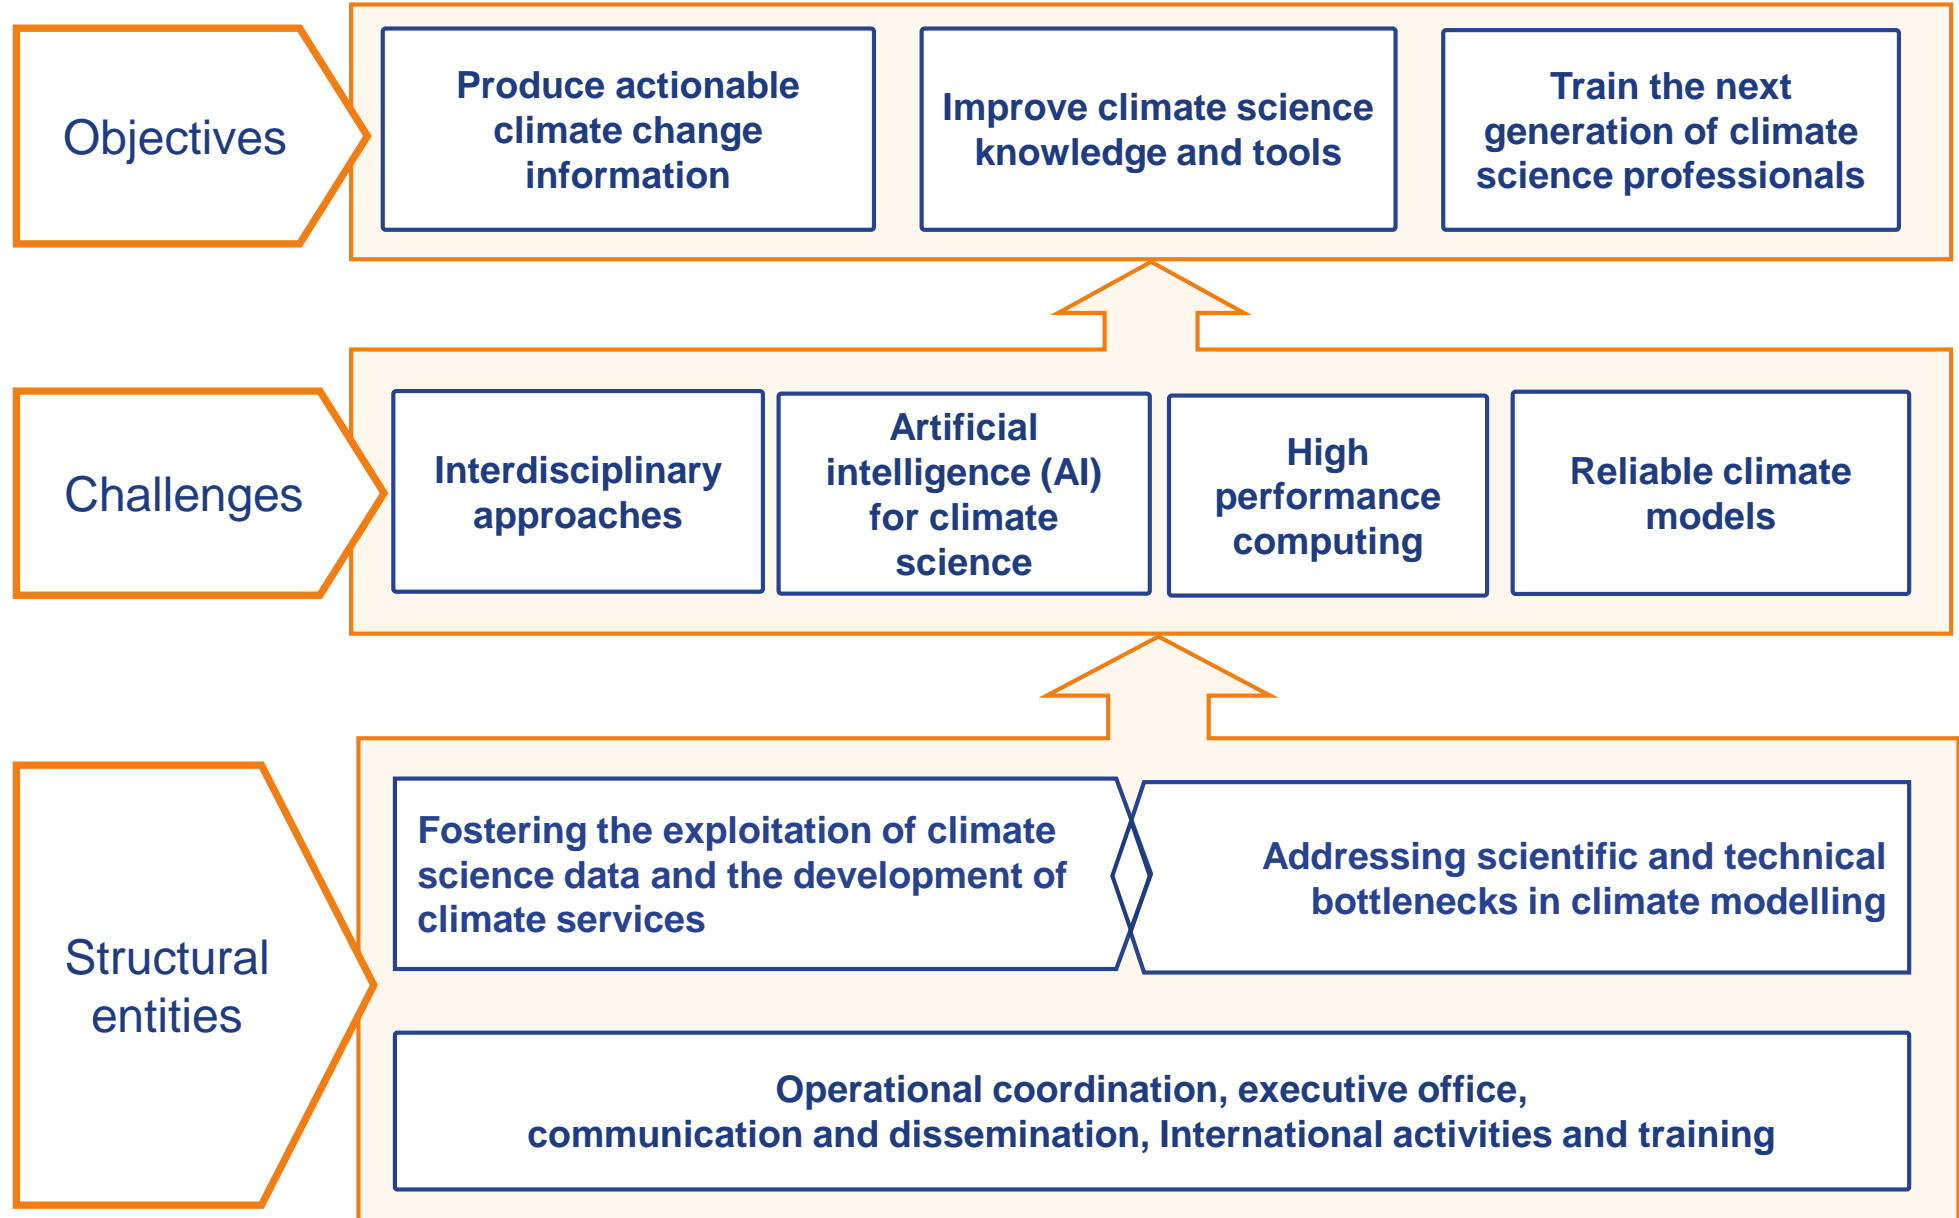 Objectives
Produce actionable
climate change
information
Improve climate science
knowledge and tools
Train the next
generation of climate
science professionals
Challenges
Interdisciplinary
approaches
Artificial
intelligence (AI)
for climate
science
High
performance
computing
Reliable climate
models
Structural
entities
Fostering the exploitation of climate
science data and the development of
climate services
Addressing scientific and technical
bottlenecks in climate modelling
Operational coordination, executive office,
communication and dissemination, International activities and training